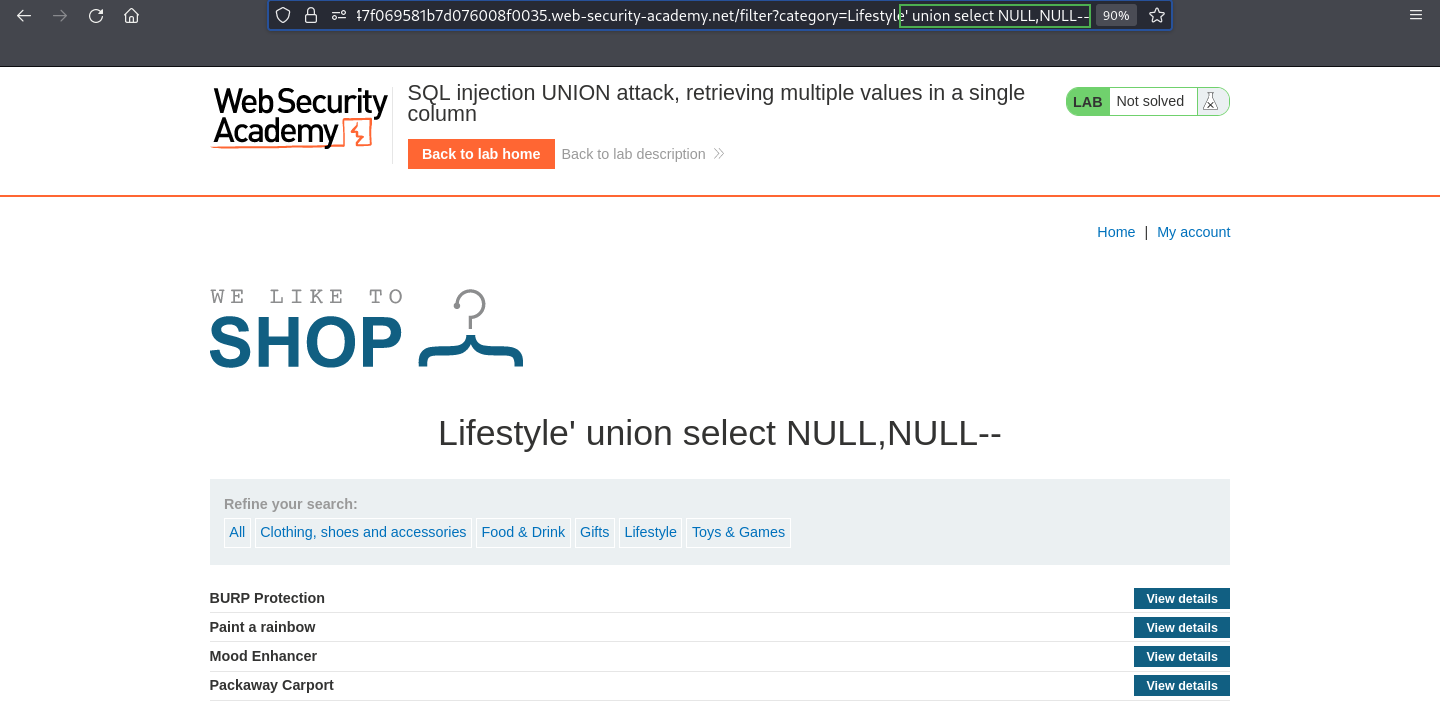 47f069581b7d076008f0035.web-security-academy.net/filter?category=Lifestyle' union select NULL,NULL-- 90%
Web Security
Academy
SQL injection UNION attack, retrieving multiple values in a single
column
LAB Not solved
Back to lab home Back to lab description
Home | My account
WE LIKE TO
SHOP
Lifestyle' union select NULL,NULL--
Refine your search:
All Clothing, shoes and accessories Food & Drink Gifts Lifestyle Toys & Games
BURP Protection View details
Paint a rainbow View details
Mood Enhancer View details
Packaway Carport View details